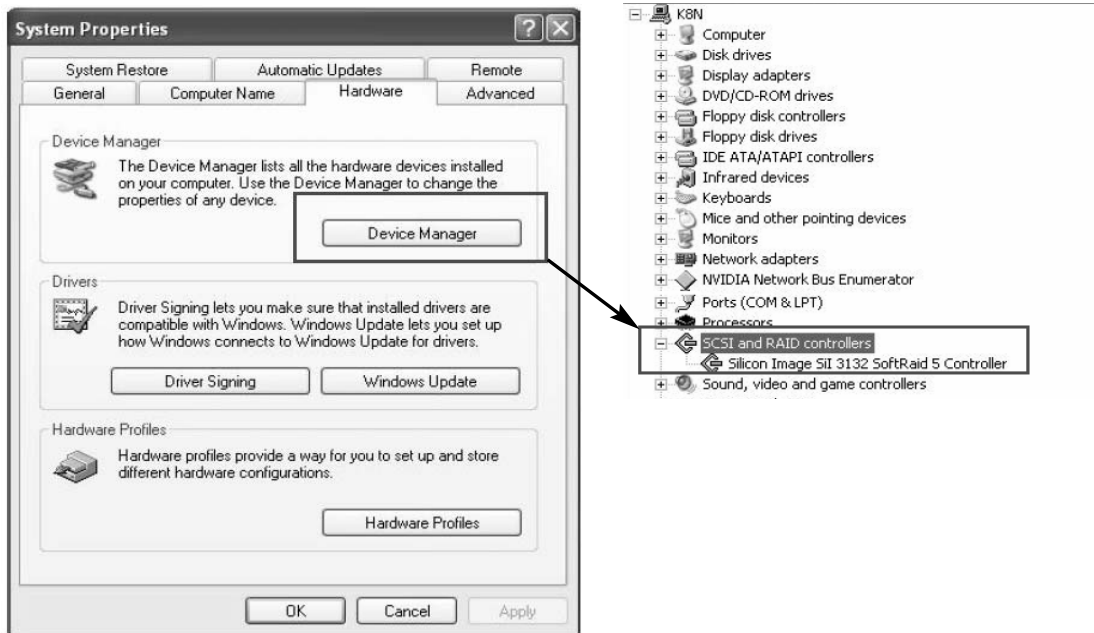 System Properties
System Restore
Automatic Updates
Remote
General
Computer Name
Hardware
Advanced
Device Manager
The Device Manager lists all the hardware devices installed
on your computer. Use the Device Manager to change the
properties of any device.
Device Manager
Drivers
Driver Signing lets you make sure that installed drivers are
compatible with Windows. Windows Update lets you set up
how Windows connects to Windows Update for drivers.
Driver Signing
Windows Update
Hardware Profiles
Hardware profiles provide a way for you to set up and store
different hardware configurations.
Hardware Profiles
OK
Cancel
Apply
K8N
Computer
Disk drives
Display adapters
DVD/CD-ROM drives
Floppy disk controllers
Floppy disk drives
IDE ATA/ATAPI controllers
Infrared devices
Keyboards
Mice and other pointing devices
Monitors
Network adapters
NVIDIA Network Bus Enumerator
Ports (COM & LPT)
Processors
SCSI and RAID controllers
Silicon Image SiI 3132 SoftRaid 5 Controller
Sound, video and game controllers